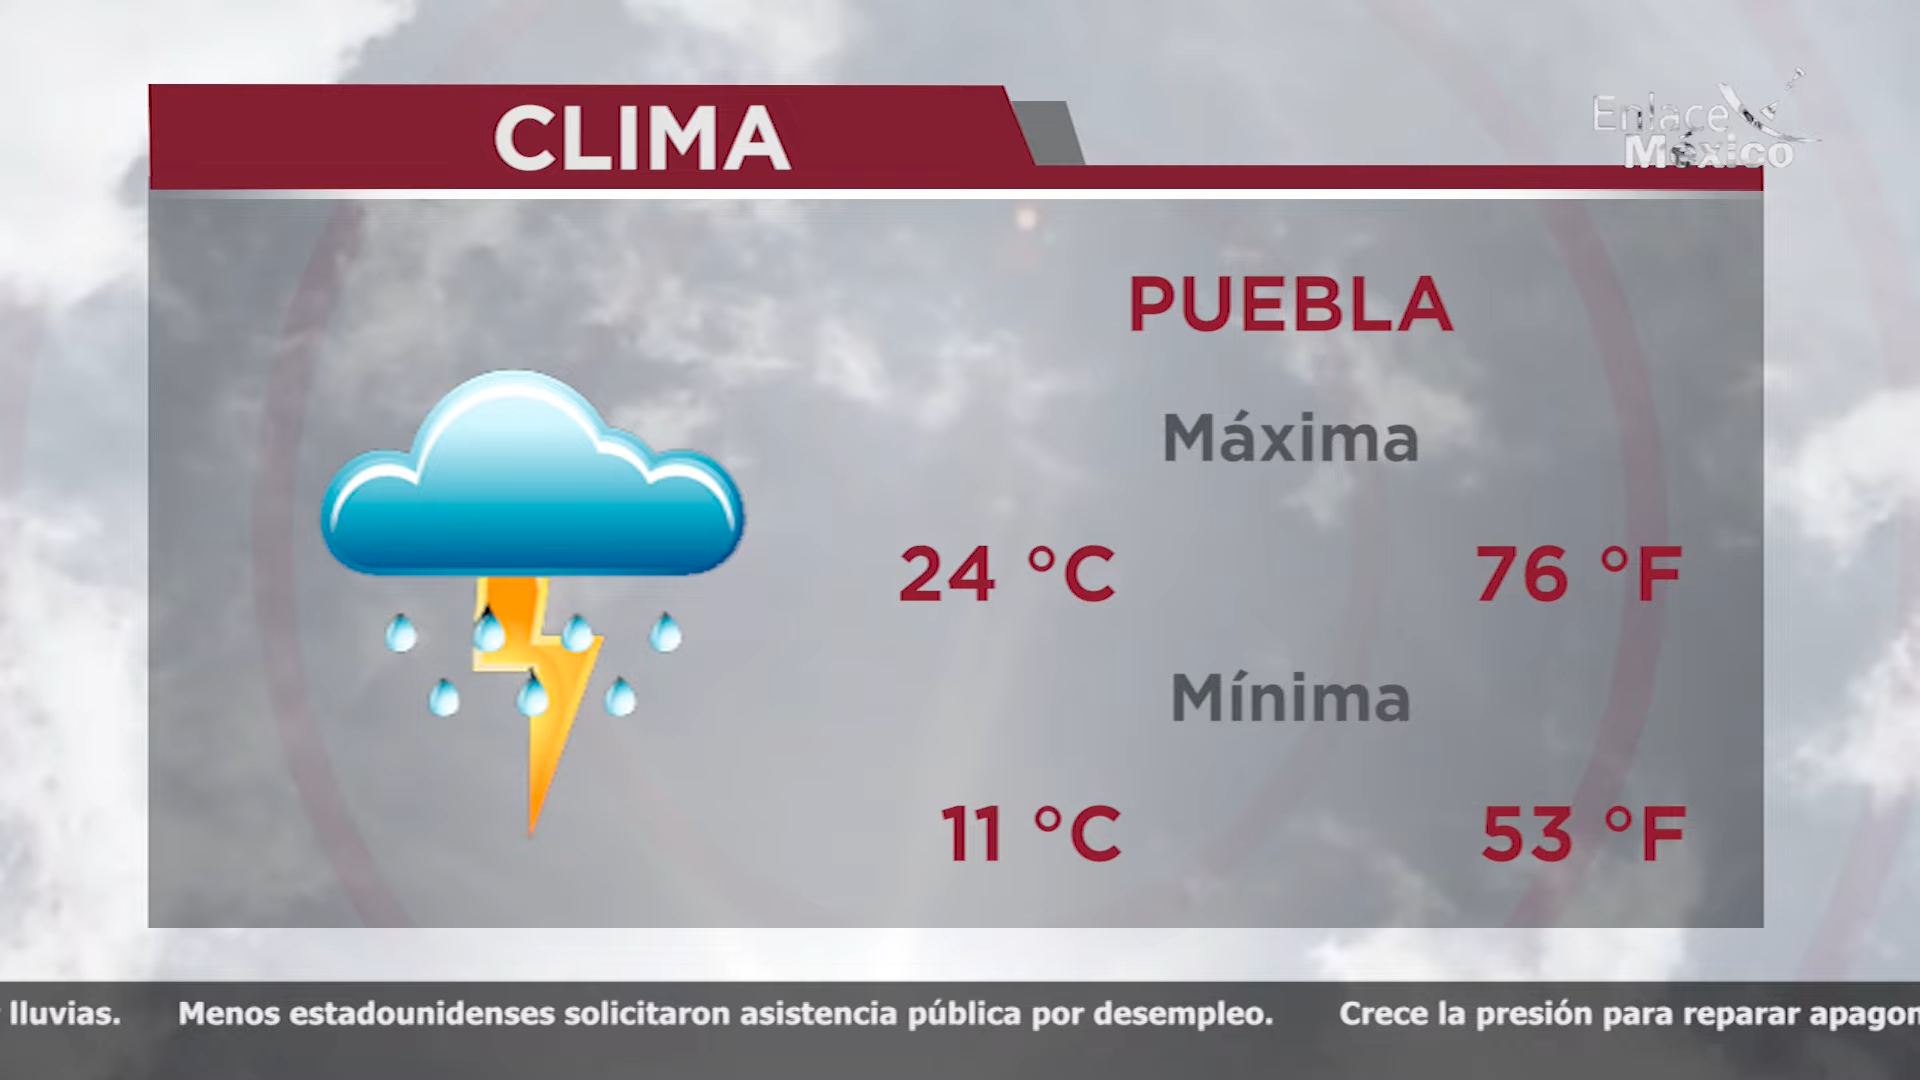 CLIMA
Enlace
México
PUEBLA
Máxima
24 °C 76 °F
Mínima
11 °C 53 °F
lluvias. Menos estadounidenses solicitaron asistencia pública por desempleo. Crece la presión para reparar apagon